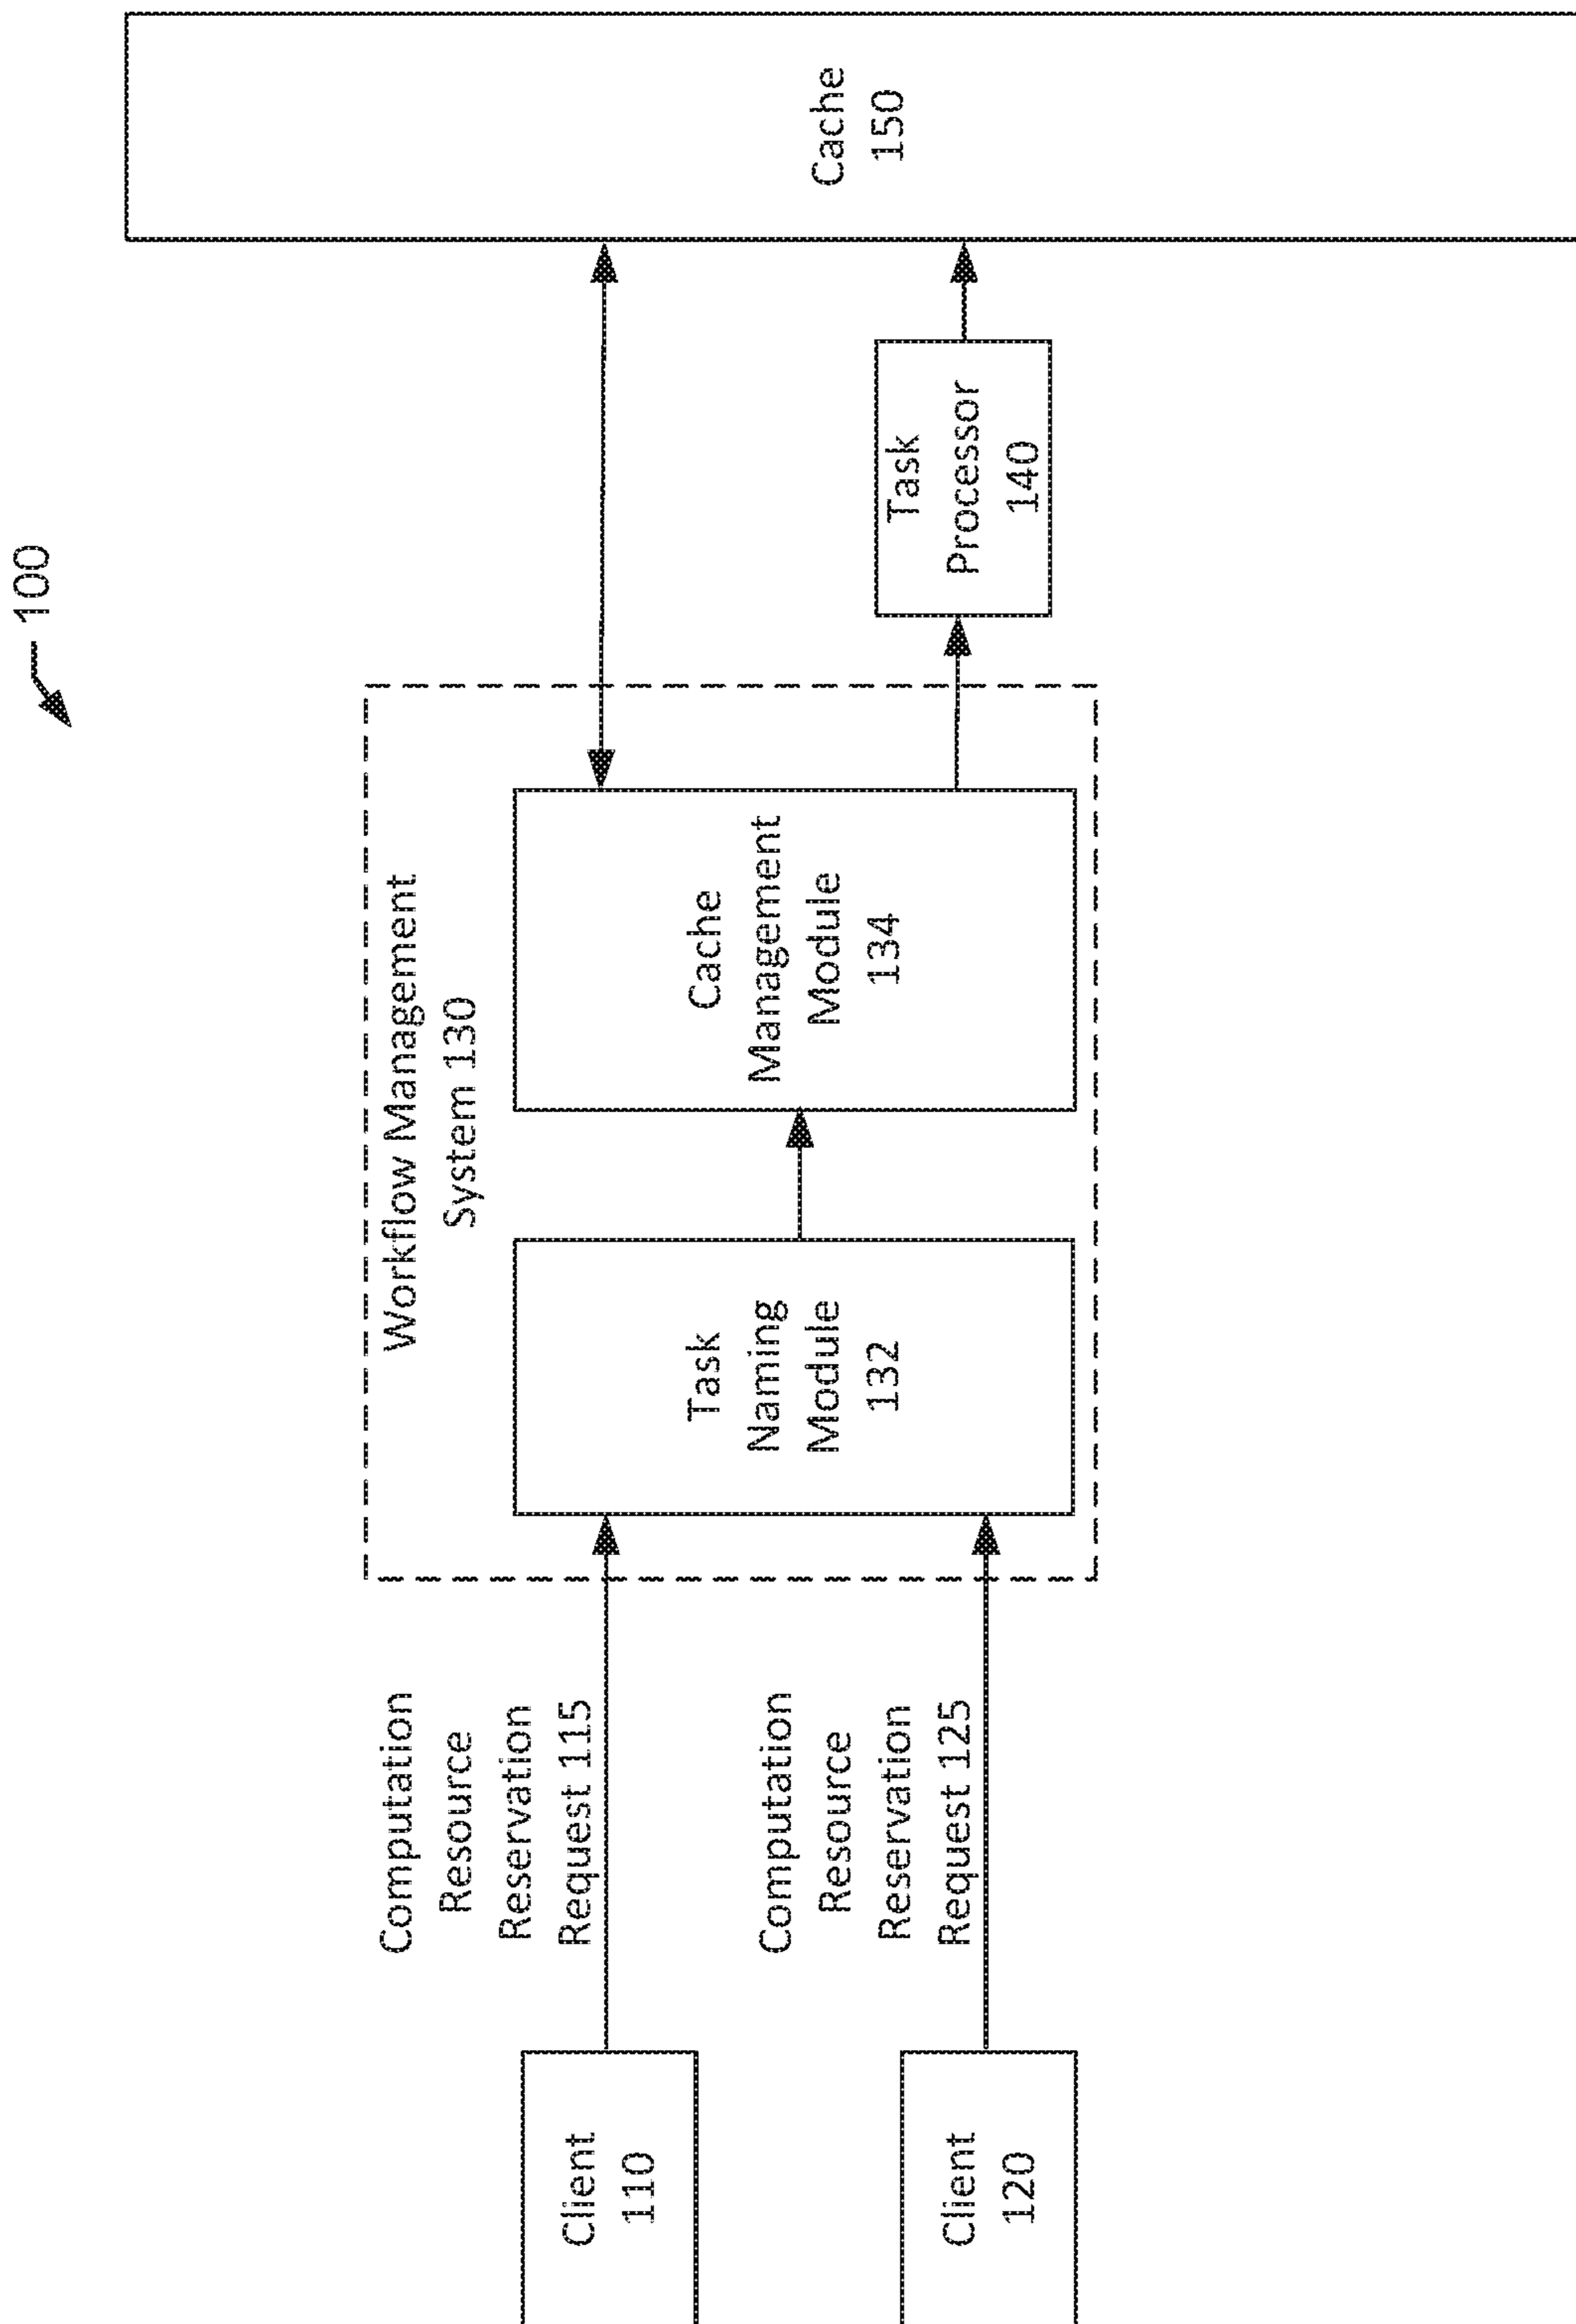 100
Client
110
Client
120
Computation
Resource
Reservation
Request 115
Computation
Resource
Reservation
Request 125
Workflow Management
System 130
Task
Naming
Module
132
Cache
Management
Module
134
Task
Processor
140
Cache
150